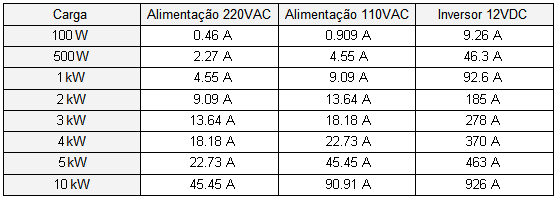 Carga Alimentação 220VAC Alimentação 110VAC Inversor 12VDC
100 W 0.46 A 0.909 A 9.26 A
500 W 2.27 A 4.55 A 46.3 A
1 kW 4.55 A 9.09 A 92.6 A
2 kW 9.09 A 13.64 A 185 A
3 kW 13.64 A 18.18 A 278 A
4 kW 18.18 A 22.73 A 370 A
5 kW 22.73 A 45.45 A 463 A
10 kW 45.45 A 90.91 A 926 A